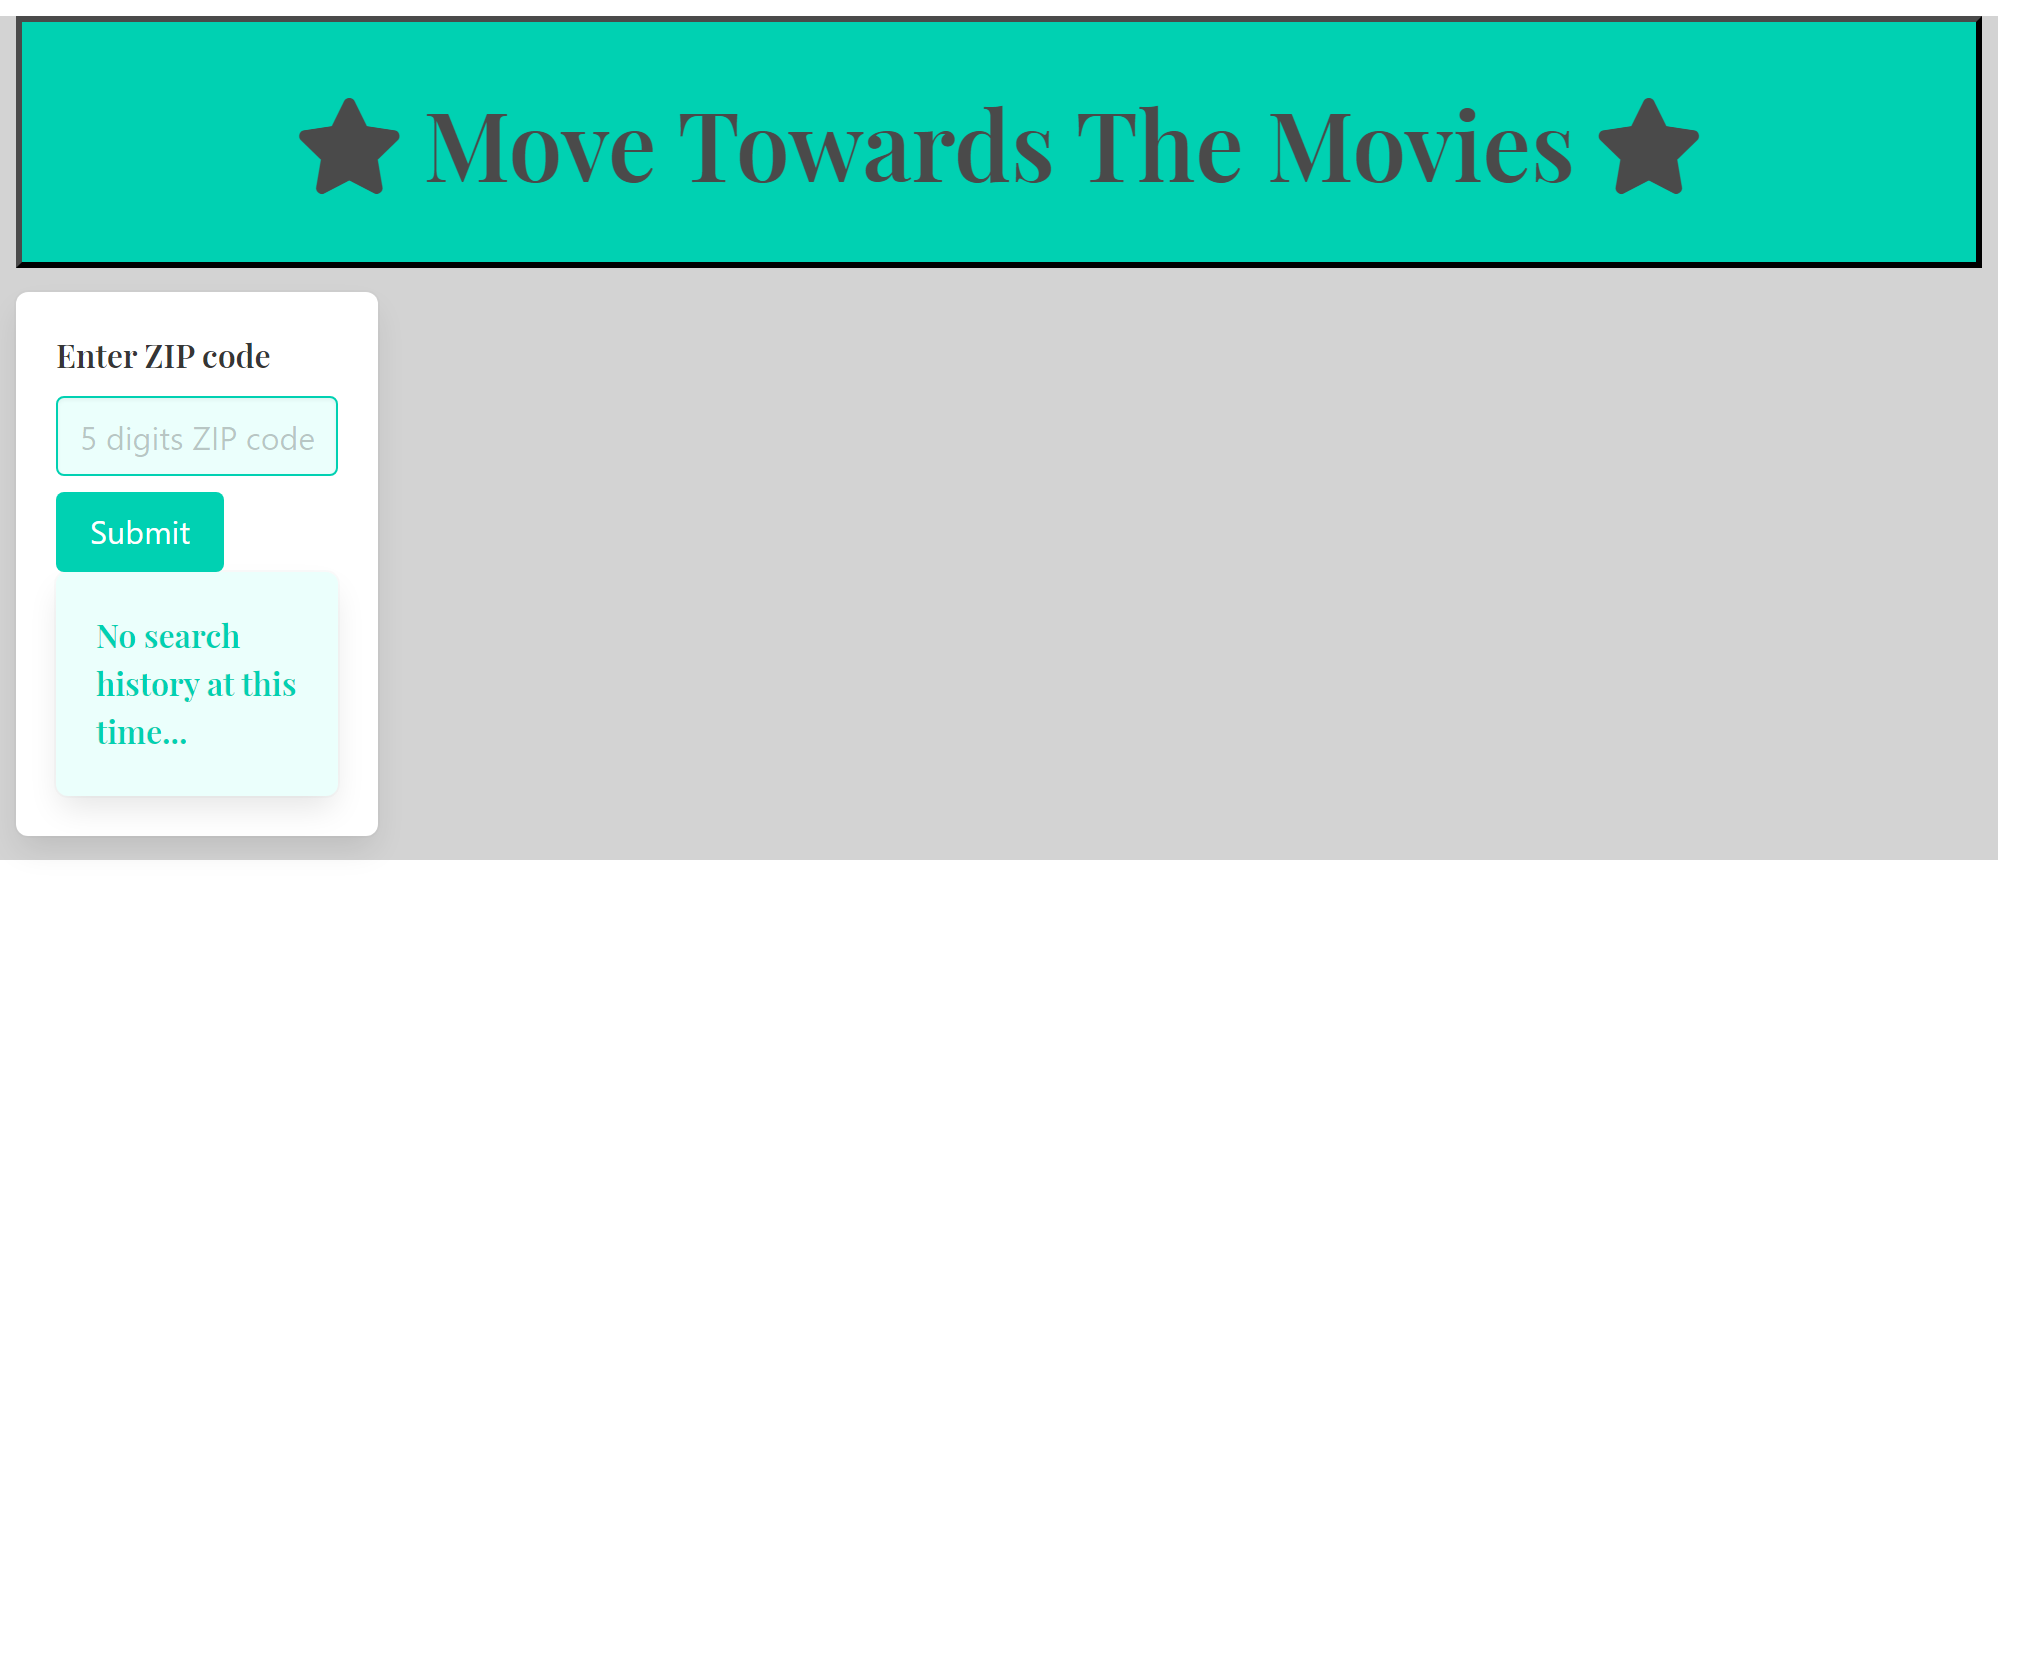 Move Towards The Movies
Enter ZIP code
5 digits ZIP code
Submit
No search
history at this
time...